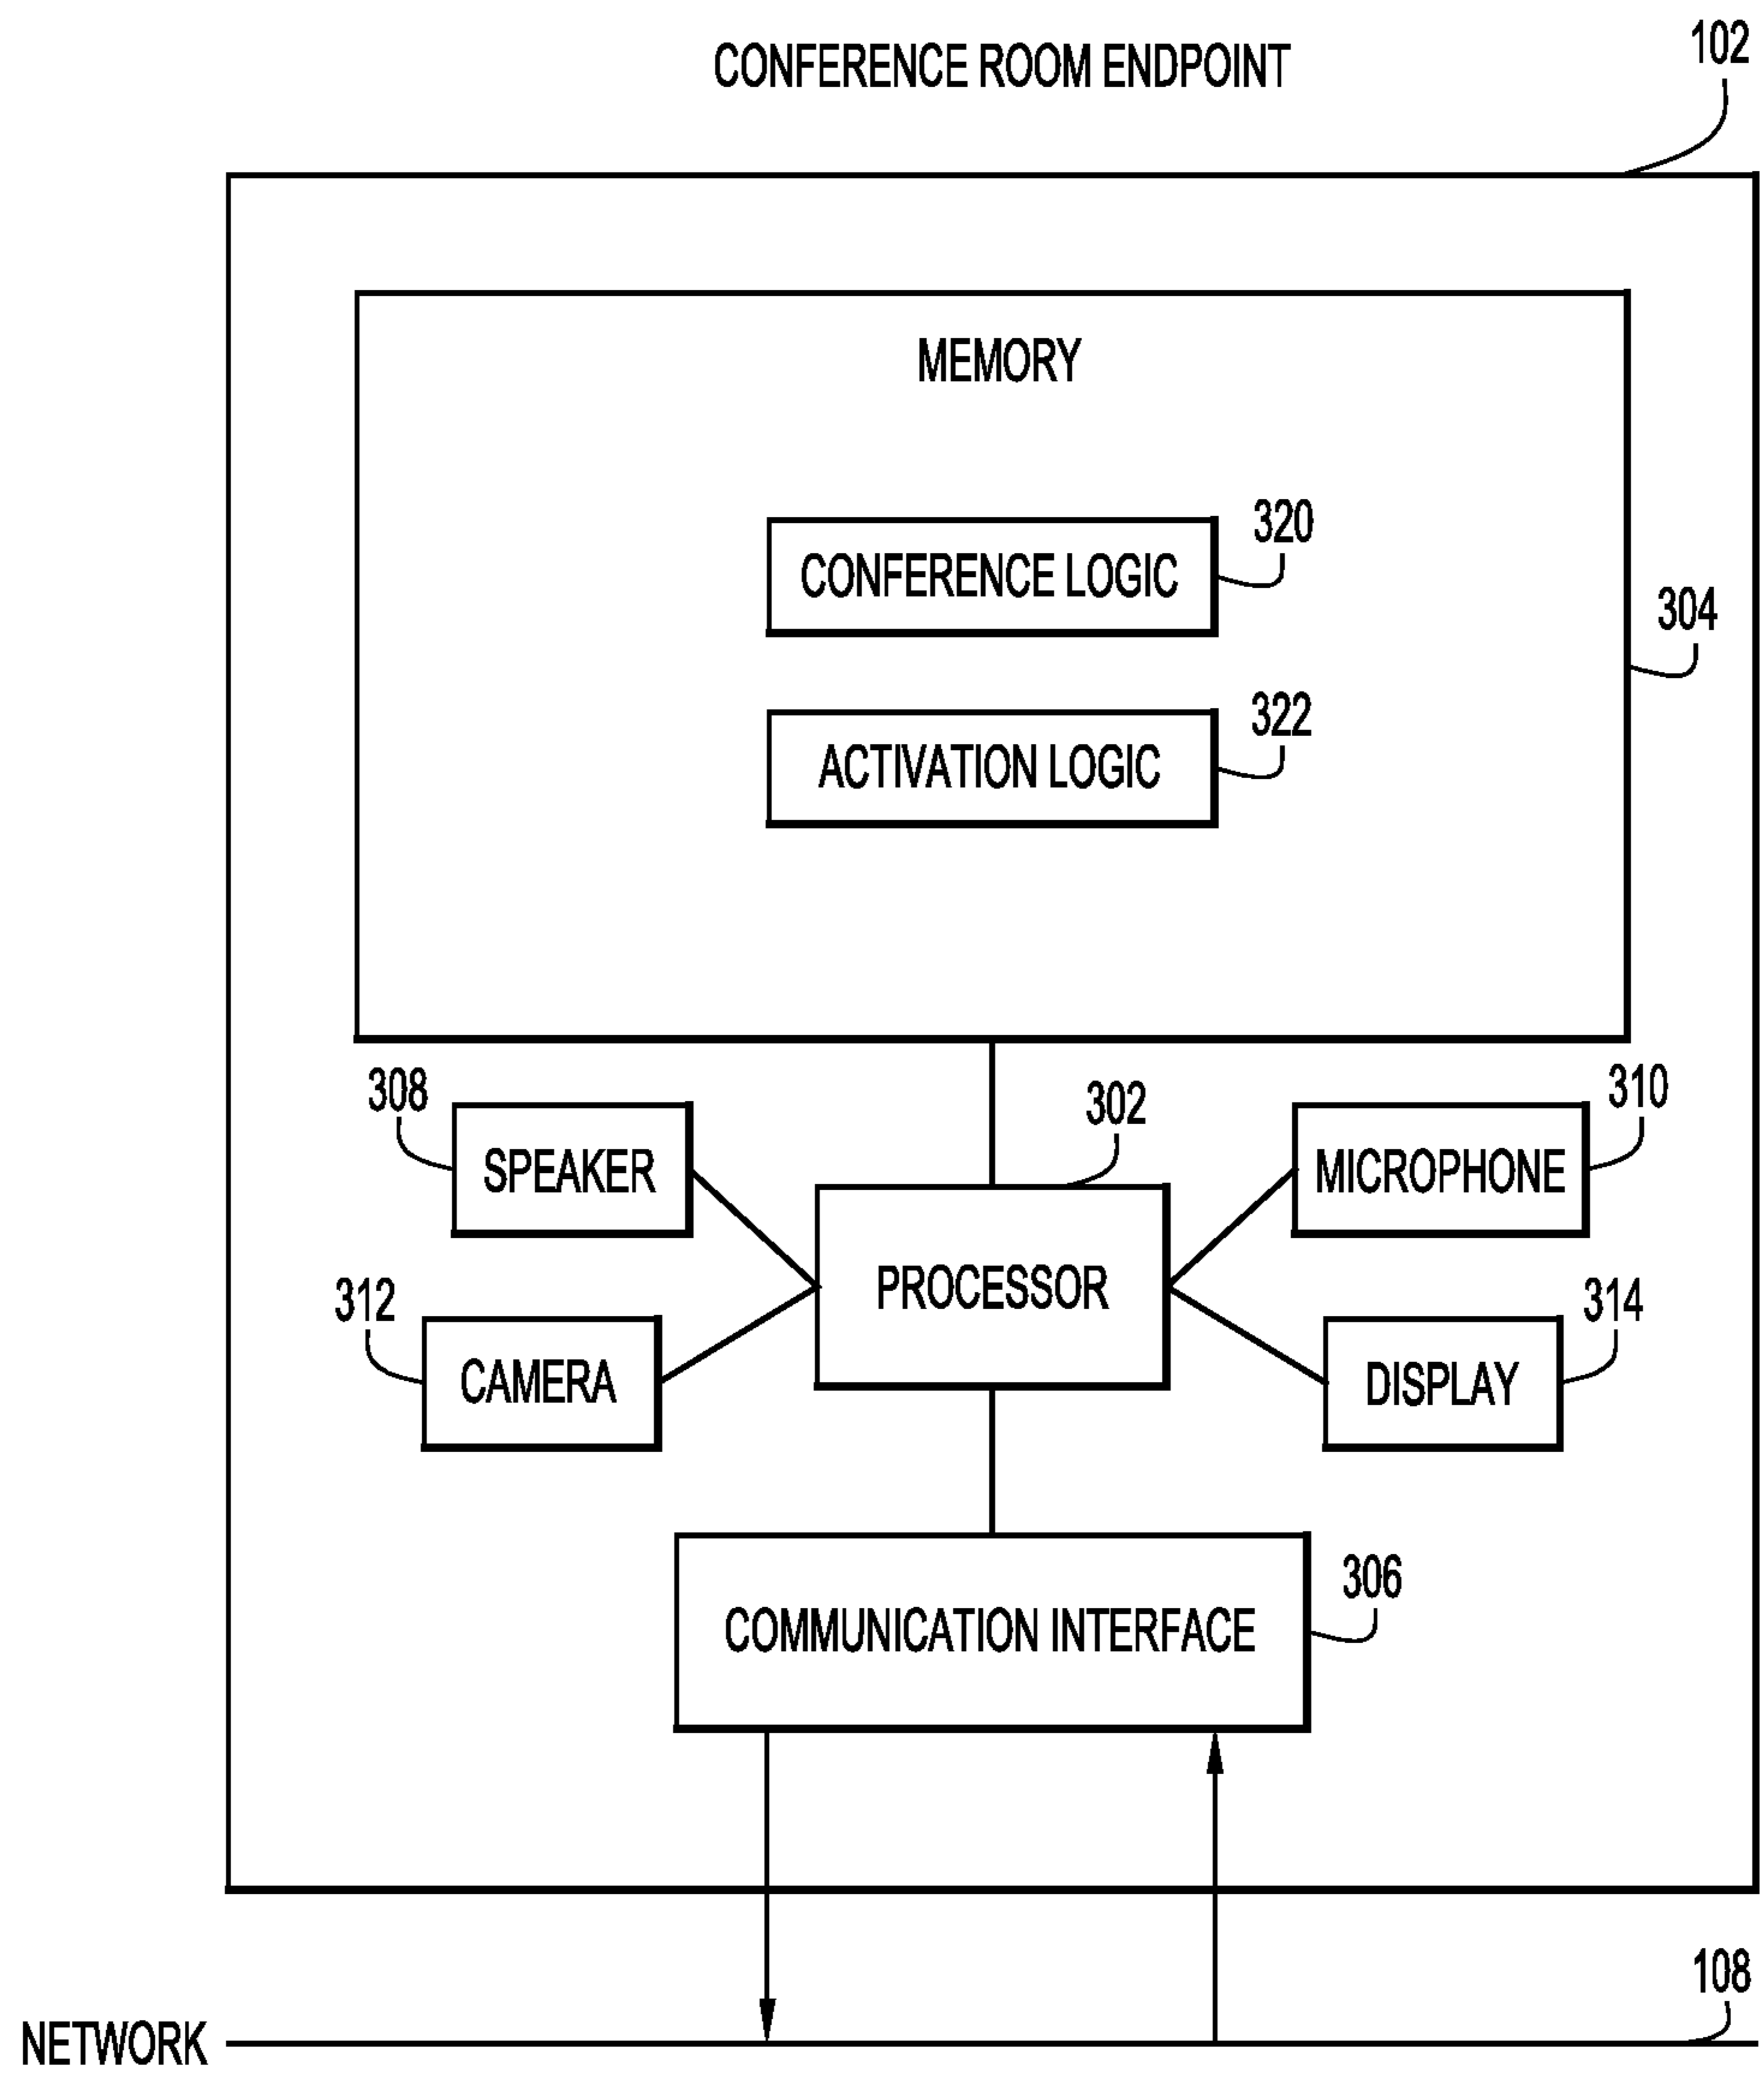 CONFERENCE ROOM ENDPOINT
102
MEMORY
320
CONFERENCE LOGIC
304
322
ACTIVATION LOGIC
308
302
310
SPEAKER
MICROPHONE
PROCESSOR
312
314
CAMERA
DISPLAY
306
COMMUNICATION INTERFACE
108
NETWORK